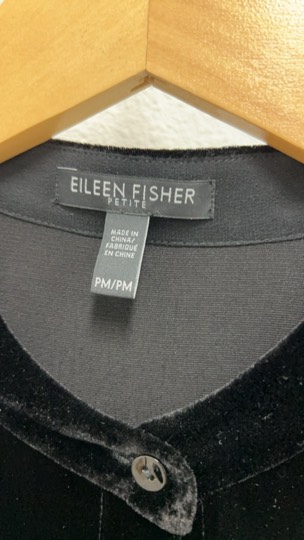 EILEEN FISHER
PETITE
MADE IN
CHINA/
FABRIQUÉ
EN CHINE
PM/PM